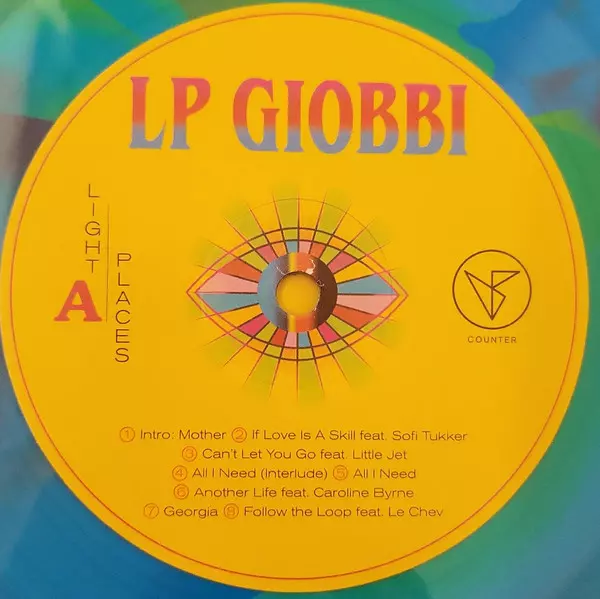 LP GIOBBI
LIGHT
PLACES
A
COUNTER
① Intro: Mother ② If Love Is A Skill feat. Sofi Tukker
③ Can't Let You Go feat. Little Jet
④ All I Need (Interlude) ⑤ All I Need
⑥ Another Life feat. Caroline Byrne
⑦ Georgia ⑧ Follow the Loop feat. Le Chev